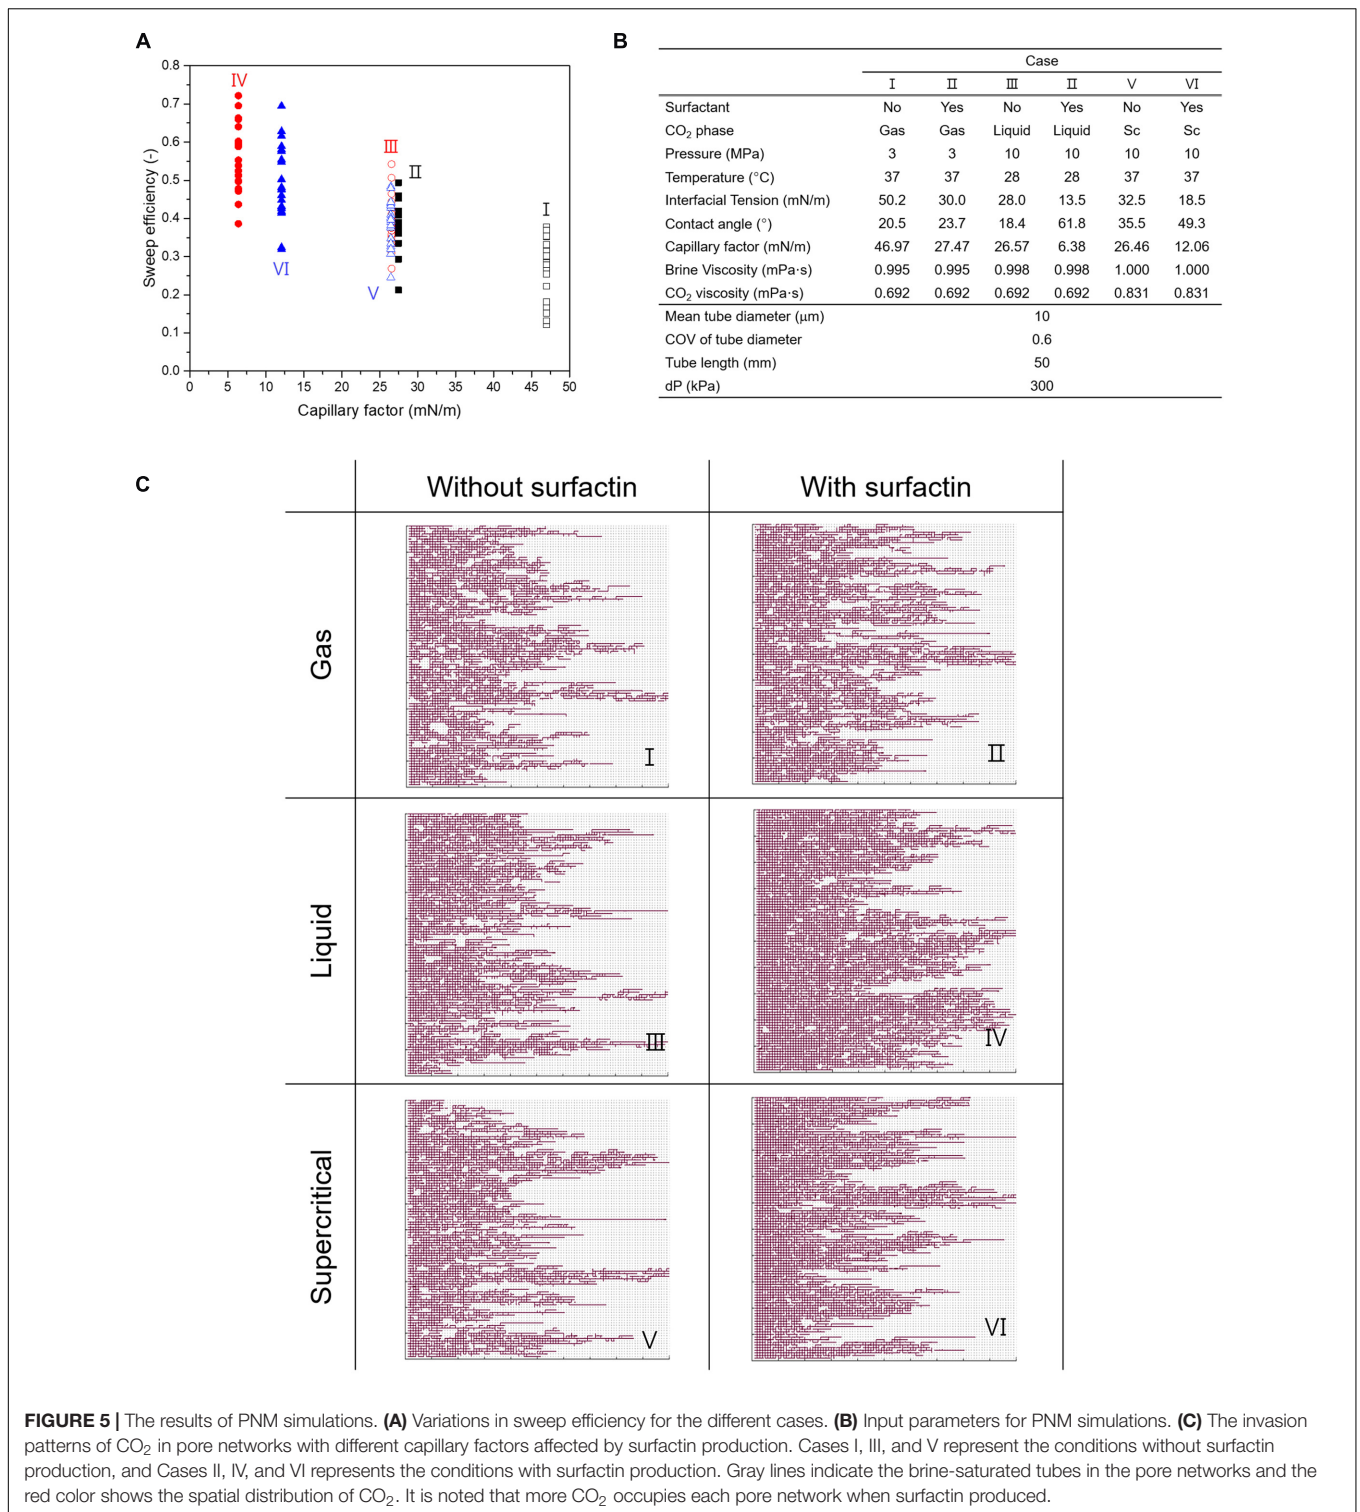 A
B
0.8
0.7
0.6
0.5
0.4
0.3
0.2
0.1
0.0
Sweep efficiency (-)
IV
VI
III
II
V
I
0 5 10 15 20 25 30 35 40 45 50
Capillary factor (mN/m)
Case
I II III II V VI
Surfactant No Yes No Yes No Yes
CO2 phase Gas Gas Liquid Liquid Sc Sc
Pressure (MPa) 3 3 10 10 10 10
Temperature (°C) 37 37 28 28 37 37
Interfacial Tension (mN/m) 50.2 30.0 28.0 13.5 32.5 18.5
Contact angle (°) 20.5 23.7 18.4 61.8 35.5 49.3
Capillary factor (mN/m) 46.97 27.47 26.57 6.38 26.46 12.06
Brine Viscosity (mPa·s) 0.995 0.995 0.998 0.998 1.000 1.000
CO2 viscosity (mPa·s) 0.692 0.692 0.692 0.692 0.831 0.831
Mean tube diameter (μm) 10
COV of tube diameter 0.6
Tube length (mm) 50
dP (kPa) 300
C
Without surfactin
With surfactin
Gas
I
II
Liquid
III
IV
Supercritical
V
VI
FIGURE 5 | The results of PNM simulations. (A) Variations in sweep efficiency for the different cases. (B) Input parameters for PNM simulations. (C) The invasion
patterns of CO2 in pore networks with different capillary factors affected by surfactin production. Cases I, III, and V represent the conditions without surfactin
production, and Cases II, IV, and VI represents the conditions with surfactin production. Gray lines indicate the brine-saturated tubes in the pore networks and the
red color shows the spatial distribution of CO2. It is noted that more CO2 occupies each pore network when surfactin produced.